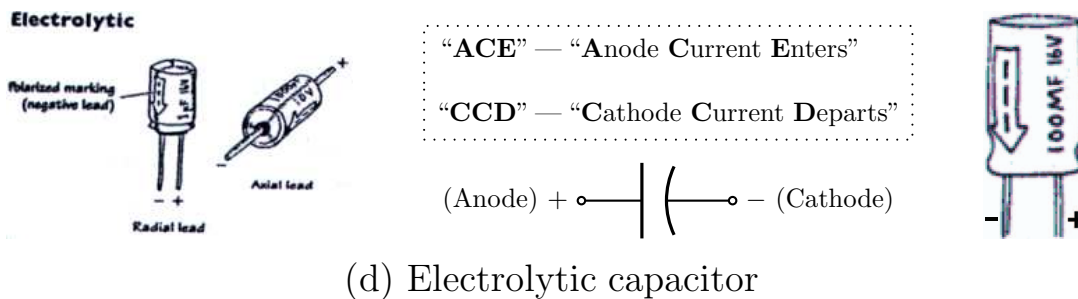 Electrolytic
Polarized marking
(negative lead)
16V
+
−
− +
Axial lead
Radial lead
“ACE” — “Anode Current Enters”
“CCD” — “Cathode Current Departs”
(Anode) + − (Cathode)
100MF 16V
− +
(d) Electrolytic capacitor